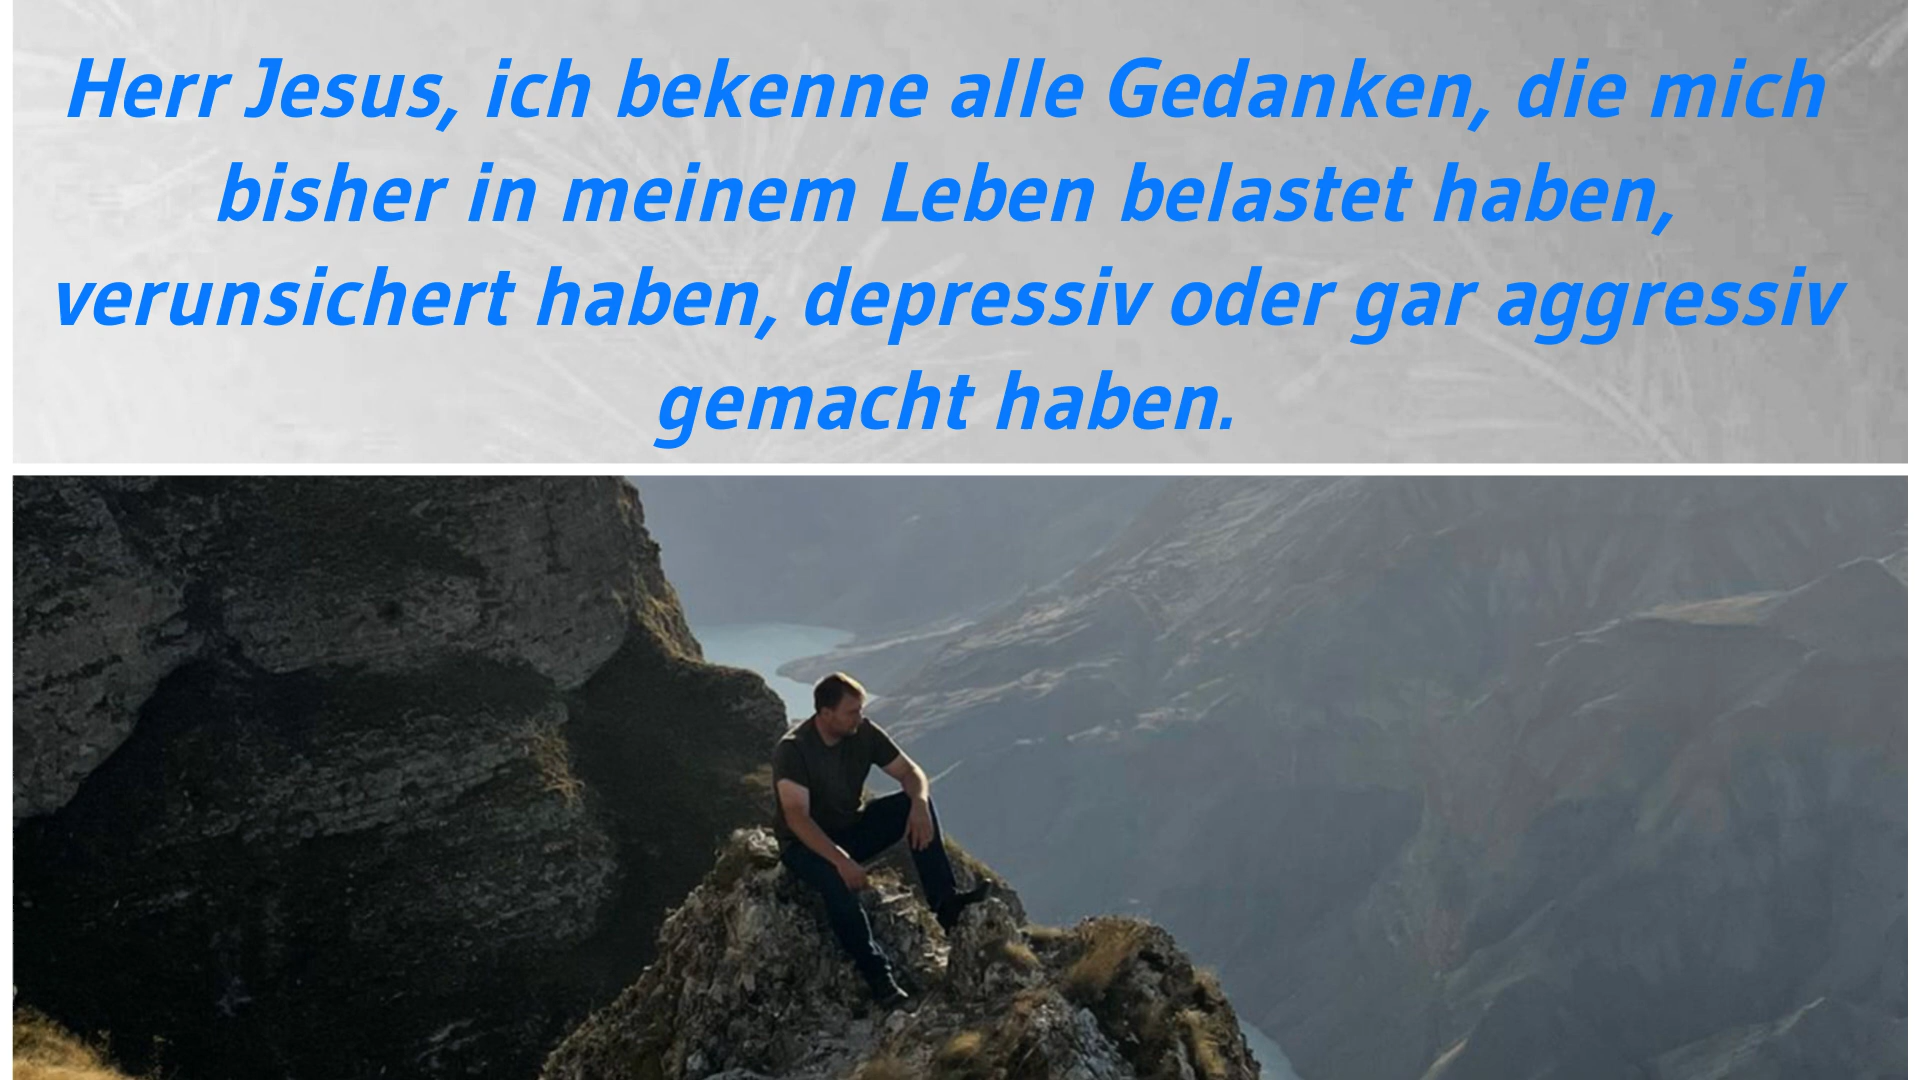 Herr Jesus, ich bekenne alle Gedanken, die mich
bisher in meinem Leben belastet haben,
verunsichert haben, depressiv oder gar aggressiv
gemacht haben.